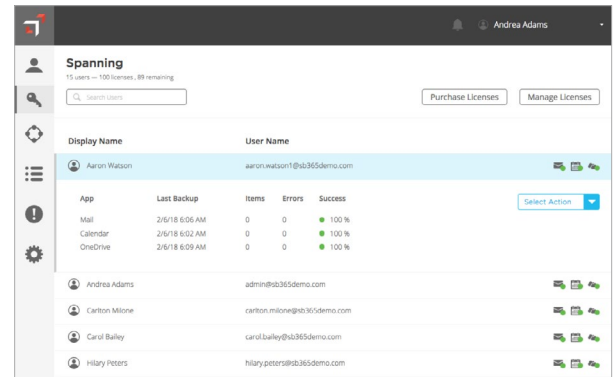 Andrea Adams
Spanning
15 users — 100 licenses, 89 remaining
Search Users
Purchase Licenses
Manage Licenses
Display Name User Name
Aaron Watson aaron.watson1@sb365demo.com
App Last Backup Items Errors Success
Select Action
Mail 2/6/18 6:06 AM 0 0 100 %
Calendar 2/6/18 6:02 AM 0 0 100 %
OneDrive 2/6/18 6:09 AM 0 0 100 %
Andrea Adams admin@sb365demo.com
Carlton Milone carlton.milone@sb365demo.com
Carol Bailey carol.bailey@sb365demo.com
Hilary Peters hilary.peters@sb365demo.com